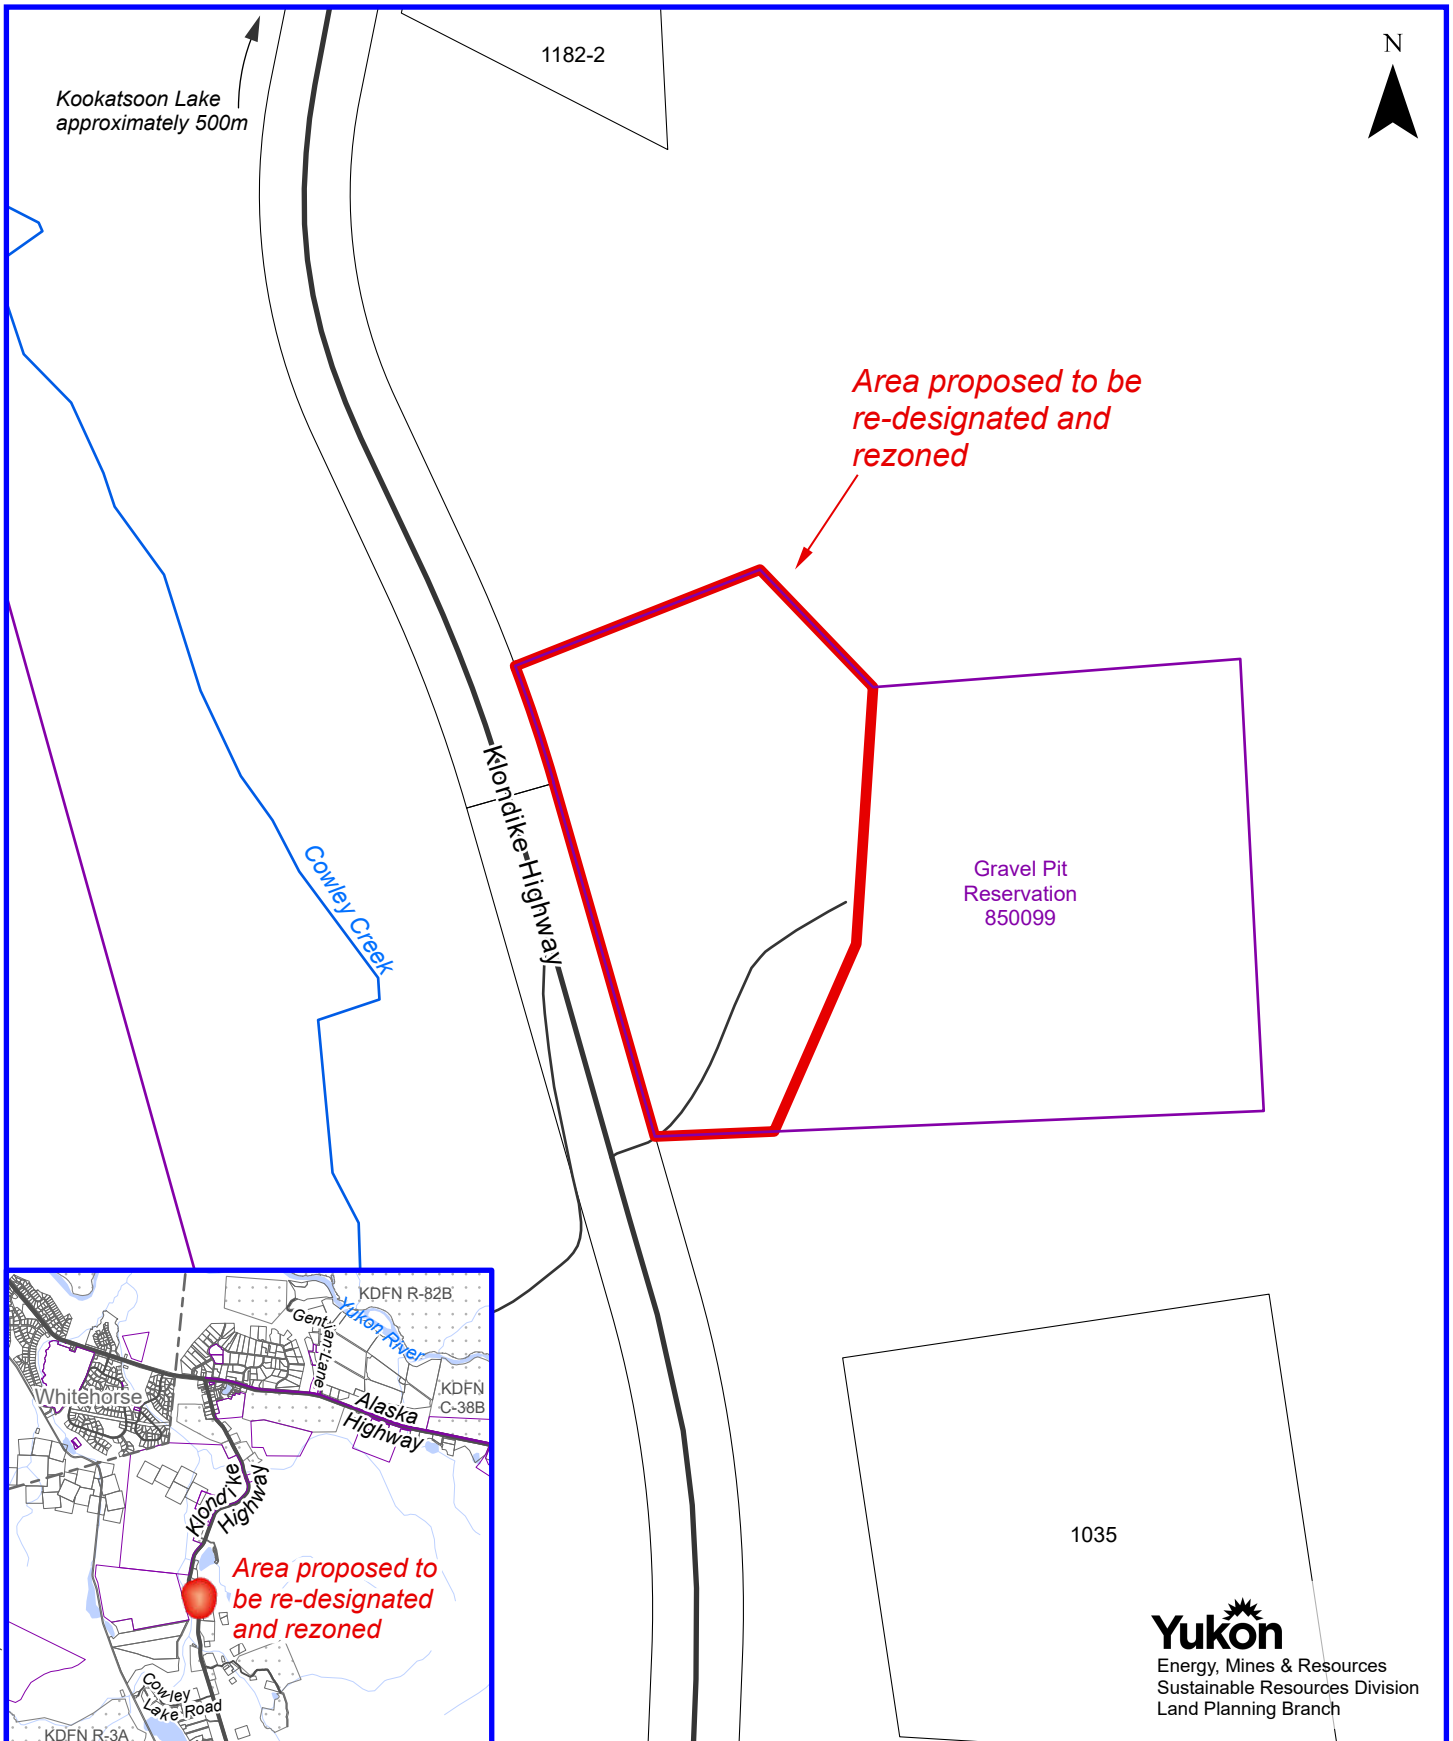 1182-2
N
Kookatsoon Lake
approximately 500m
Area proposed to be
re-designated and
rezoned
Klondike Highway
Cowley Creek
Gravel Pit
Reservation
850099
KDFN R-82B
Gentian Lane
Yukon River
Whitehorse
KDFN
C-38B
Alaska
Highway
Klondike
Highway
Area proposed to
be re-designated
and rezoned
Cowley
Lake Road
KDFN R-3A
1035
Yukon
Energy, Mines & Resources
Sustainable Resources Division
Land Planning Branch